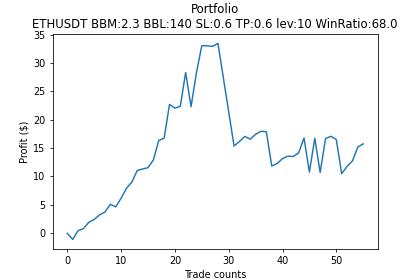 Portfolio
ETHUSDT BBM:2.3 BBL:140 SL:0.6 TP:0.6 lev:10 WinRatio:68.0
35
30
25
20
15
10
5
0
Profit ($)
0 10 20 30 40 50
Trade counts